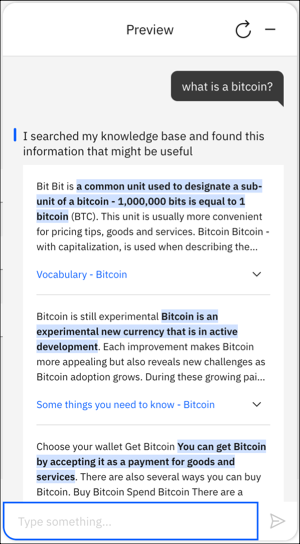 Preview
what is a bitcoin?
I searched my knowledge base and found this
information that might be useful
Bit Bit is a common unit used to designate a sub-
unit of a bitcoin - 1,000,000 bits is equal to 1
bitcoin (BTC). This unit is usually more convenient
for pricing tips, goods and services. Bitcoin Bitcoin -
with capitalization, is used when describing the...
Vocabulary - Bitcoin
Bitcoin is still experimental Bitcoin is an
experimental new currency that is in active
development. Each improvement makes Bitcoin
more appealing but also reveals new challenges as
Bitcoin adoption grows. During these growing pai...
Some things you need to know - Bitcoin
Choose your wallet Get Bitcoin You can get Bitcoin
by accepting it as a payment for goods and
services. There are also several ways you can buy
Bitcoin. Buy Bitcoin Spend Bitcoin There are a
Type something...